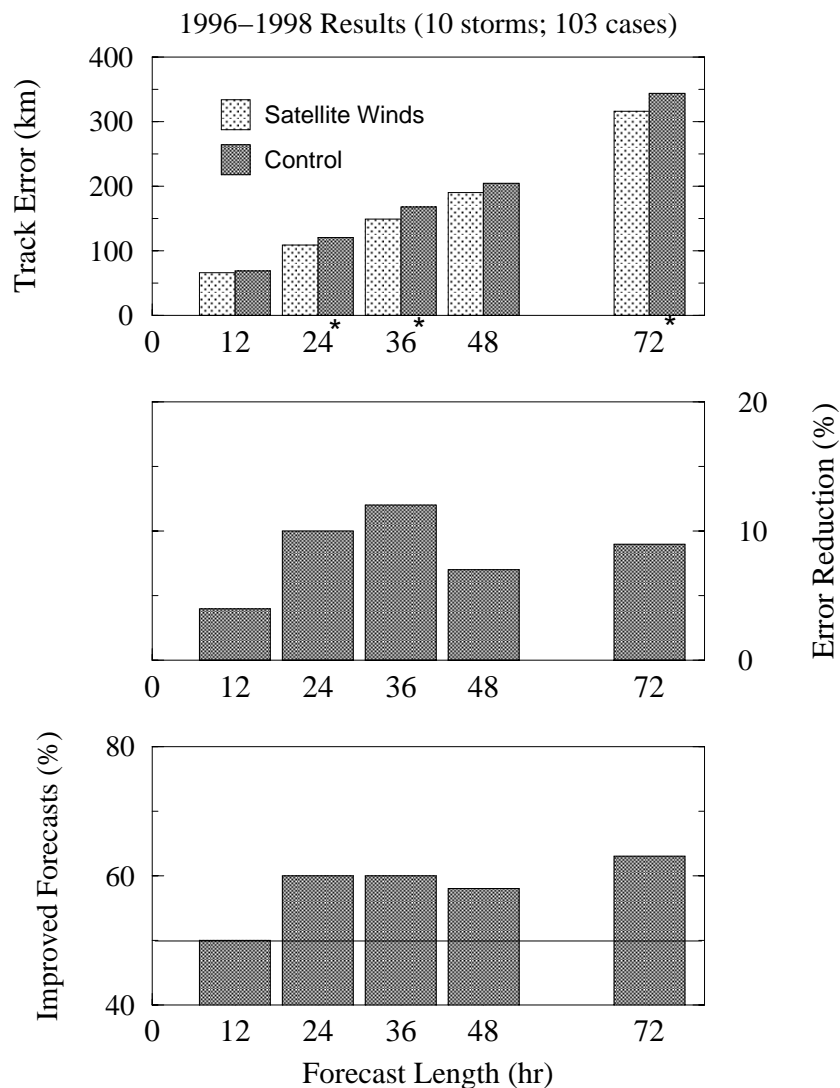 1996–1998 Results (10 storms; 103 cases)
Track Error (km)
400
300
200
100
0
Satellite Winds
Control
0 12 24* 36* 48 72*
Error Reduction (%)
20
10
0
0 12 24 36 48 72
Improved Forecasts (%)
80
60
40
0 12 24 36 48 72
Forecast Length (hr)